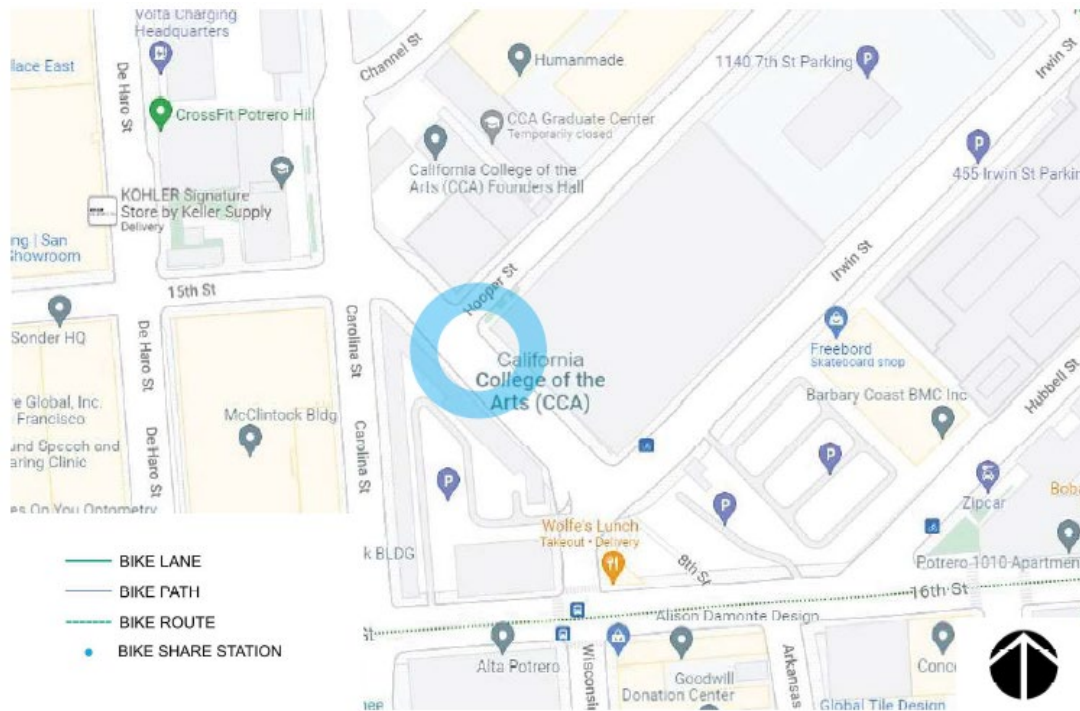 Volta Charging
Headquarters
lace East
De Haro St
CrossFit Potrero Hill
Channel St
Humanmade
1140 7th St Parking
Irwin St
CCA Graduate Center
Temporarily closed
California College of the
Arts (CCA) Founders Hall
455 Irwin St Parkin
KOHLER Signature
Store by Keller Supply
Delivery
ng | San
Showroom
15th St
Hooper St
Irwin St
Sonder HQ
De Haro St
Carolina St
California
College of the
Arts (CCA)
Freebord
Skateboard shop
Barbary Coast BMC Inc
Hubbell St
e Global, Inc.
Francisco
McClintock Bldg
und Speech and
aring Clinic
De Haro St
Carolina St
es On You Optometry
Zipcar
Boba
Wolfe's Lunch
Takeout • Delivery
k BLDG
8th St
Potrero 1010 Apartmen
16th St
BIKE LANE
BIKE PATH
BIKE ROUTE
BIKE SHARE STATION
St
Alison Damonte Design
Alta Potrero
Wisconsin
Goodwill
Donation Center
Arkansas
Conc
Global Tile Design